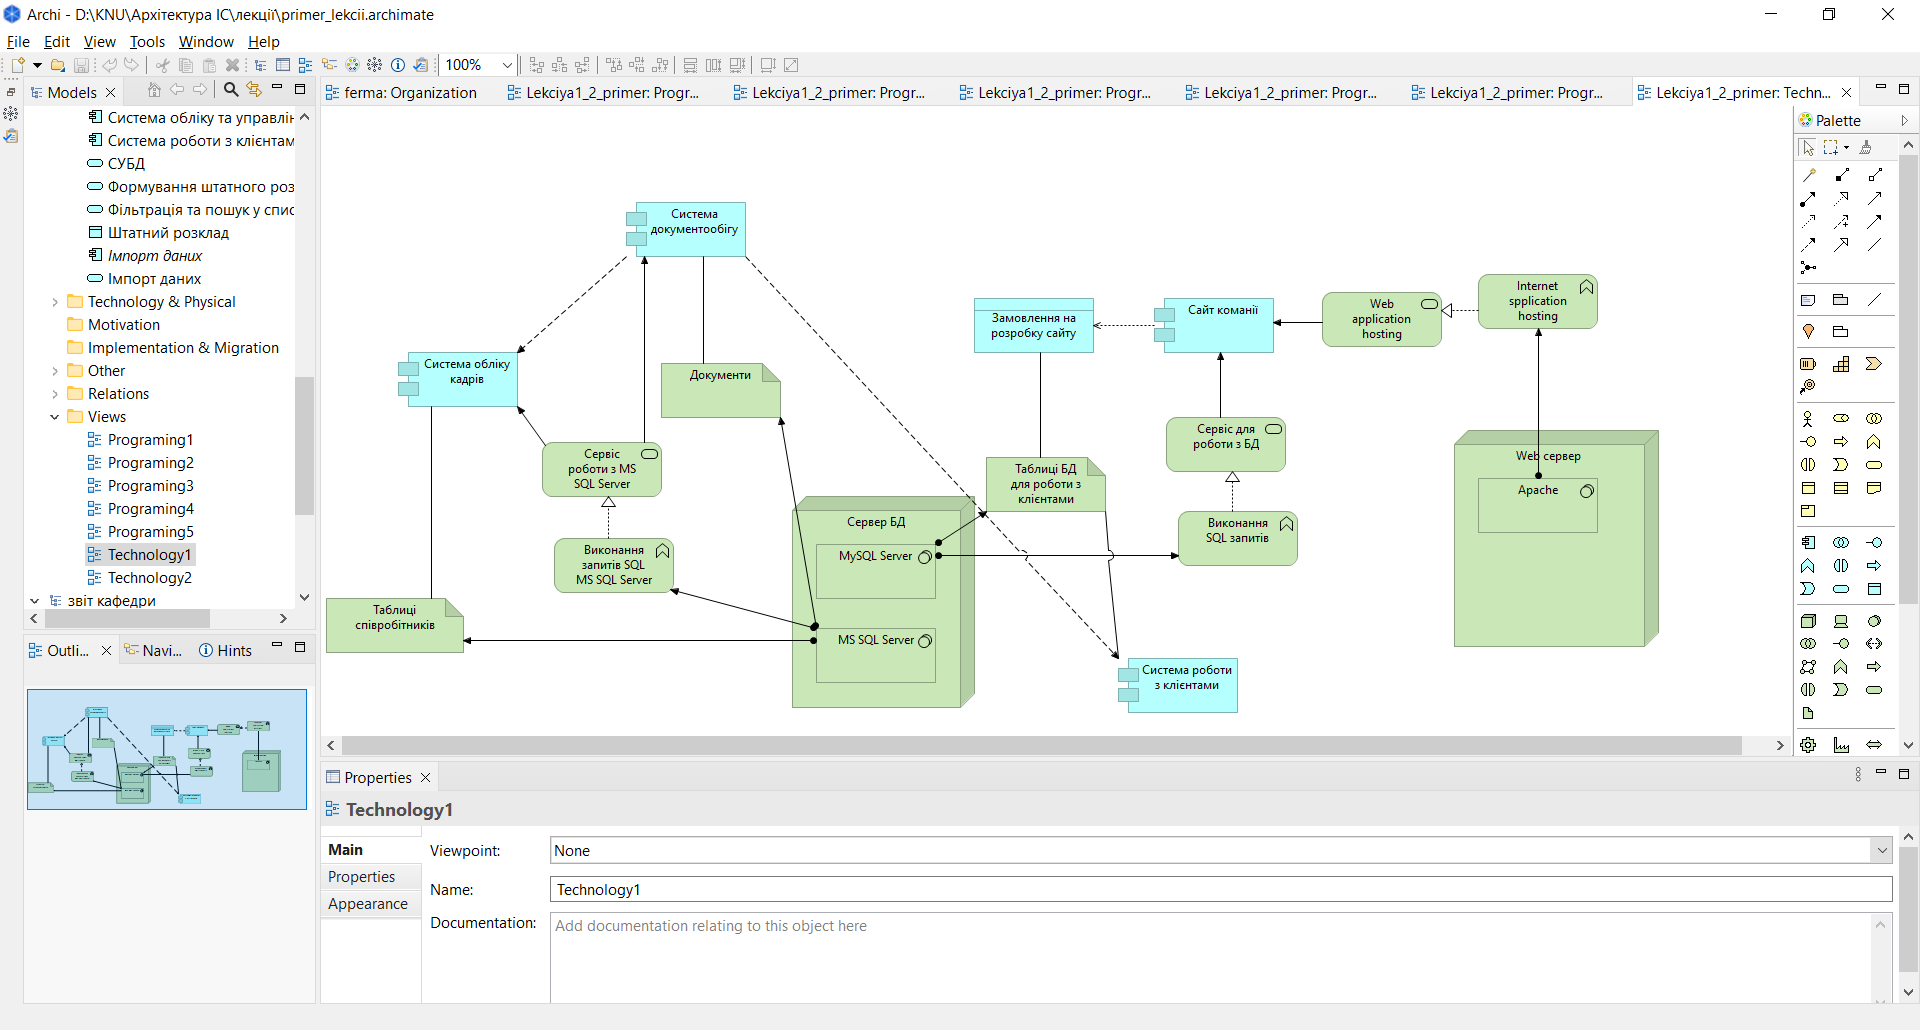 Archi - D:\KNU\Архітектура ІС\лекції\primer_lekcii.archimate
File Edit View Tools Window Help
100%
Models
ferma: Organization
Lekciya1_2_primer: Progr...
Lekciya1_2_primer: Progr...
Lekciya1_2_primer: Progr...
Lekciya1_2_primer: Progr...
Lekciya1_2_primer: Progr...
Lekciya1_2_primer: Techn...
Система обліку та управлін
Система роботи з клієнтам
СУБД
Формування штатного роз
Фільтрація та пошук у спис
Штатний розклад
Імпорт даних
Імпорт даних
Technology & Physical
Motivation
Implementation & Migration
Other
Relations
Views
Programing1
Programing2
Programing3
Programing4
Programing5
Technology1
Technology2
звіт кафедри
Outli...
Navi...
Hints
Система
документообігу
Система обліку
кадрів
Документи
Сервіс
роботи з MS
SQL Server
Виконання
запитів SQL
MS SQL Server
Таблиці
співробітників
Сервер БД
MySQL Server
MS SQL Server
Замовлення на
розробку сайту
Сайт команії
Web
application
hosting
Internet
spplication
hosting
Сервіс для
роботи з БД
Таблиці БД
для роботи з
клієнтами
Виконання
SQL запитів
Web сервер
Apache
Система роботи
з клієнтами
Palette
Properties
Technology1
Main
Properties
Appearance
Viewpoint:
None
Name:
Technology1
Documentation:
Add documentation relating to this object here